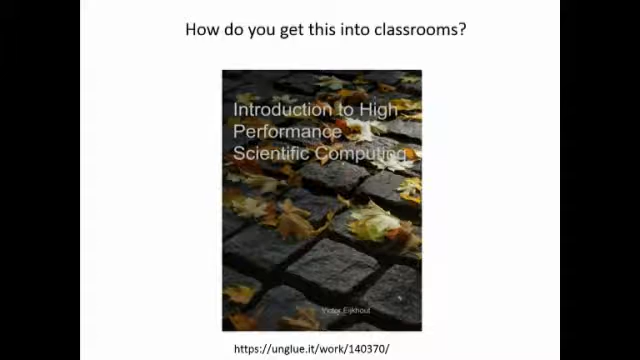 How do you get this into classrooms?
Introduction to High
Performance
Scientific Computing
Victor Eijkhout
https://unglue.it/work/140370/